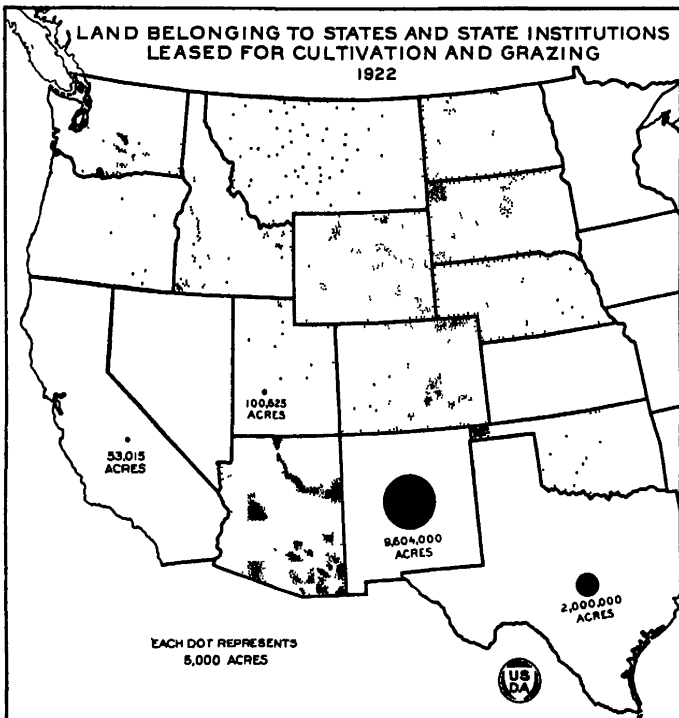 LAND BELONGING TO STATES AND STATE INSTITUTIONS
LEASED FOR CULTIVATION AND GRAZING
1922
100,625
ACRES
53,015
ACRES
9,604,000
ACRES
2,000,000
ACRES
EACH DOT REPRESENTS
5,000 ACRES
US
DA